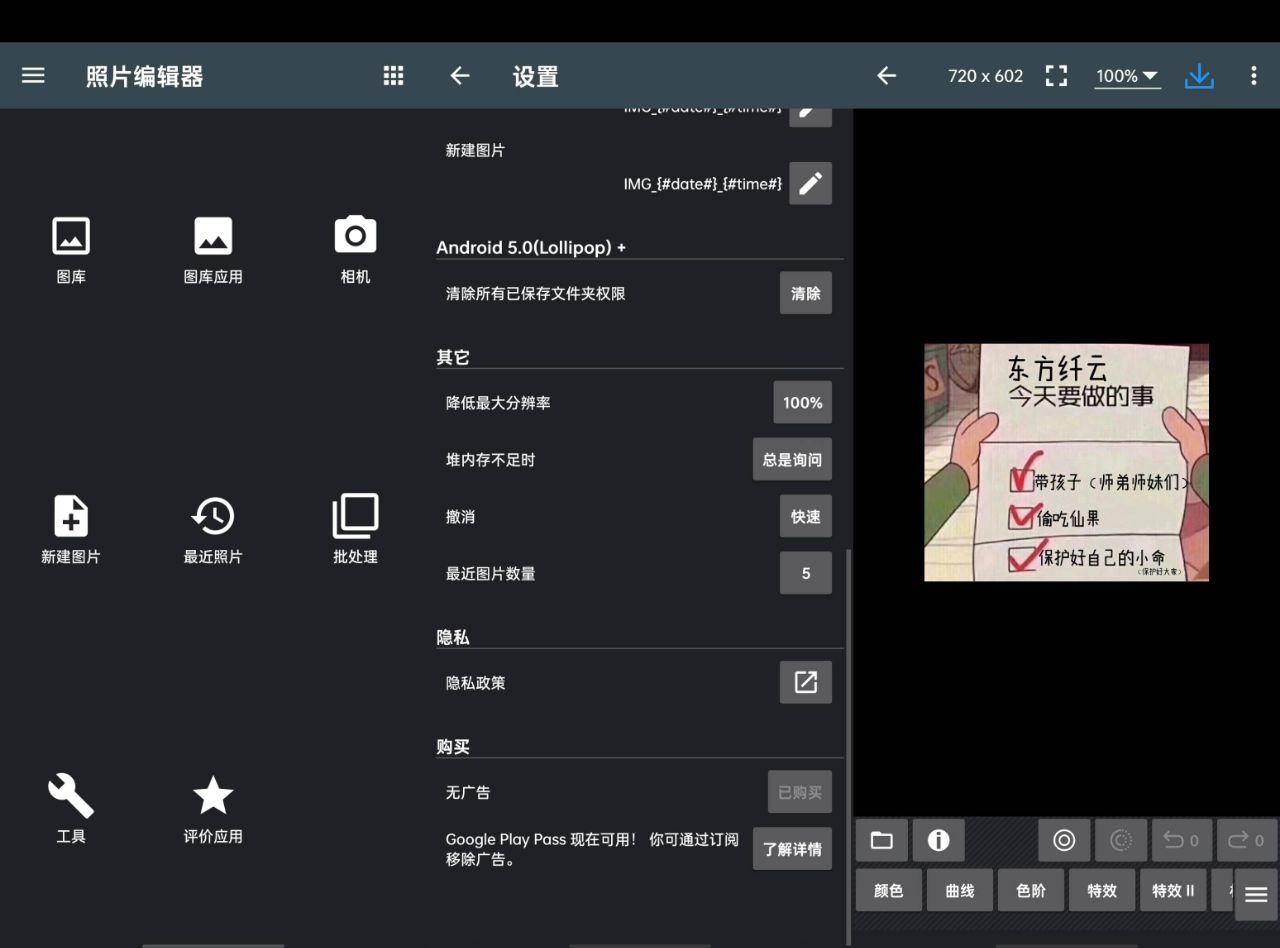 照片编辑器
图库
图库应用
相机
新建图片
最近照片
批处理
工具
评价应用
设置
IMG_{#date#}_{#time#}
新建图片
IMG_{#date#}_{#time#}
Android 5.0(Lollipop) +
清除所有已保存文件夹权限 清除
其它
降低最大分辨率 100%
堆内存不足时 总是询问
撤消 快速
最近图片数量 5
隐私
隐私政策
购买
无广告 已购买
Google Play Pass 现在可用！ 你可通过订阅
移除广告。 了解详情
720 x 602 100%
东方纤云
今天要做的事
带孩子（师弟师妹们）
偷吃仙果
保护好自己的小命
（保护好大家）
0 0
颜色 曲线 色阶 特效 特效 II